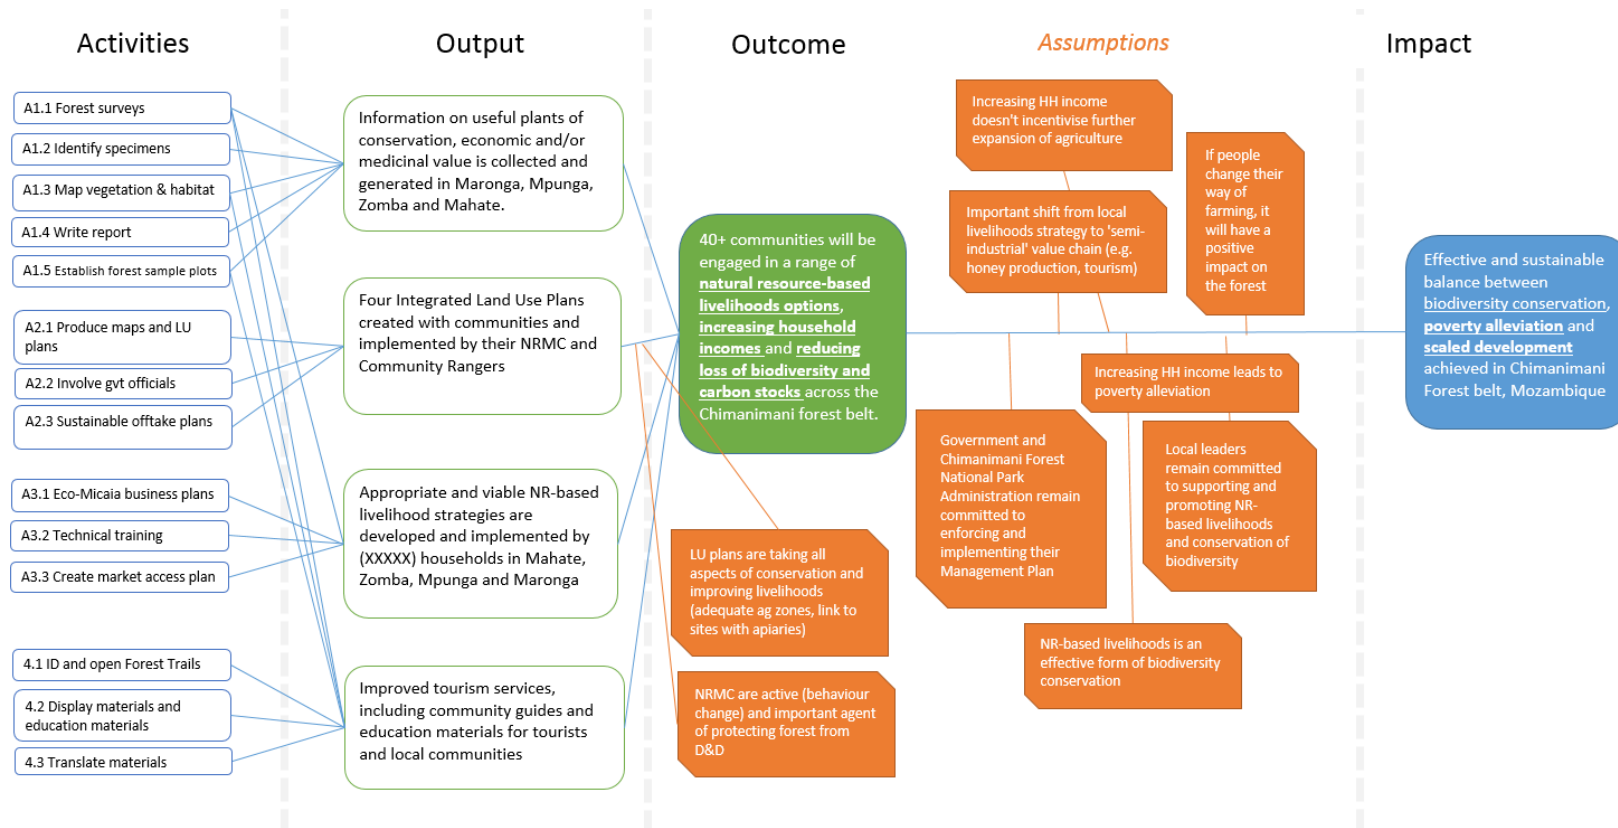 Activities
Output
Outcome
Assumptions
Impact
A1.1 Forest surveys
A1.2 Identify specimens
A1.3 Map vegetation & habitat
A1.4 Write report
A1.5 Establish forest sample plots
A2.1 Produce maps and LU
plans
A2.2 Involve gvt officials
A2.3 Sustainable offtake plans
A3.1 Eco-Micaia business plans
A3.2 Technical training
A3.3 Create market access plan
4.1 ID and open Forest Trails
4.2 Display materials and
education materials
4.3 Translate materials
Information on useful plants of
conservation, economic and/or
medicinal value is collected and
generated in Maronga, Mpunga,
Zomba and Mahate.
Four Integrated Land Use Plans
created with communities and
implemented by their NRMC and
Community Rangers
Appropriate and viable NR-based
livelihood strategies are
developed and implemented by
(XXXXX) households in Mahate,
Zomba, Mpunga and Maronga
Improved tourism services,
including community guides and
education materials for tourists
and local communities
40+ communities will be
engaged in a range of
natural resource-based
livelihoods options,
increasing household
incomes and reducing
loss of biodiversity and
carbon stocks across the
Chimanimani forest belt.
LU plans are taking all
aspects of conservation and
improving livelihoods
(adequate ag zones, link to
sites with apiaries)
NRMC are active (behaviour
change) and important agent
of protecting forest from
D&D
Increasing HH income
doesn't incentivise further
expansion of agriculture
Important shift from local
livelihoods strategy to 'semi-
industrial' value chain (e.g.
honey production, tourism)
If people
change their
way of
farming, it
will have a
positive
impact on
the forest
Increasing HH income leads to
poverty alleviation
Government and
Chimanimani Forest
National Park
Administration remain
committed to
enforcing and
implementing their
Management Plan
Local leaders
remain committed
to supporting and
promoting NR-
based livelihoods
and conservation of
biodiversity
NR-based livelihoods is an
effective form of biodiversity
conservation
Effective and sustainable
balance between
biodiversity conservation,
poverty alleviation and
scaled development
achieved in Chimanimani
Forest belt, Mozambique